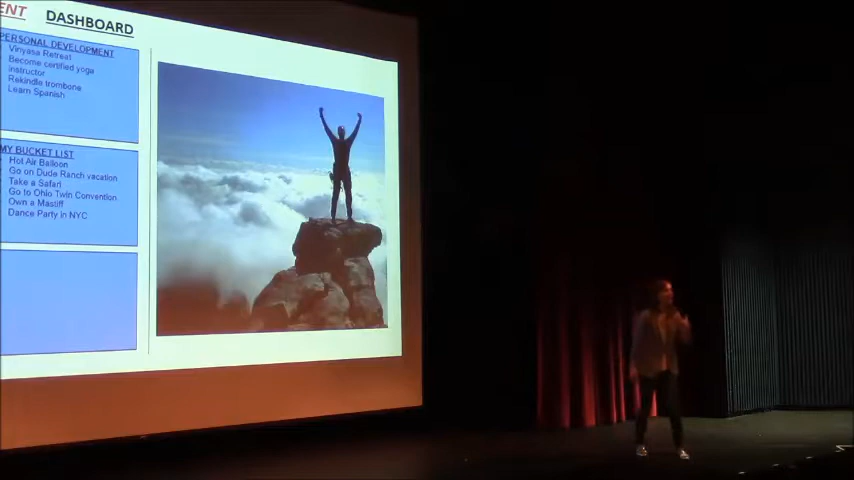 ENT DASHBOARD
PERSONAL DEVELOPMENT
Vinyasa Retreat
Become certified yoga
instructor
Rekindle trombone
Learn Spanish
MY BUCKET LIST
Hot Air Balloon
Go on Dude Ranch vacation
Take a Safari
Go to Ohio Twin Convention
Own a Mastiff
Dance Party in NYC